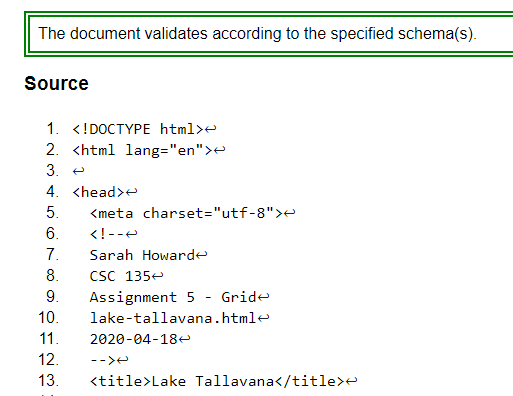 The document validates according to the specified schema(s).
Source
1. <!DOCTYPE html>↩
2. <html lang="en">↩
3. ↩
4. <head>↩
5. <meta charset="utf-8">↩
6. <!--↩
7. Sarah Howard↩
8. CSC 135↩
9. Assignment 5 - Grid↩
10. lake-tallavana.html↩
11. 2020-04-18↩
12. -->↩
13. <title>Lake Tallavana</title>↩